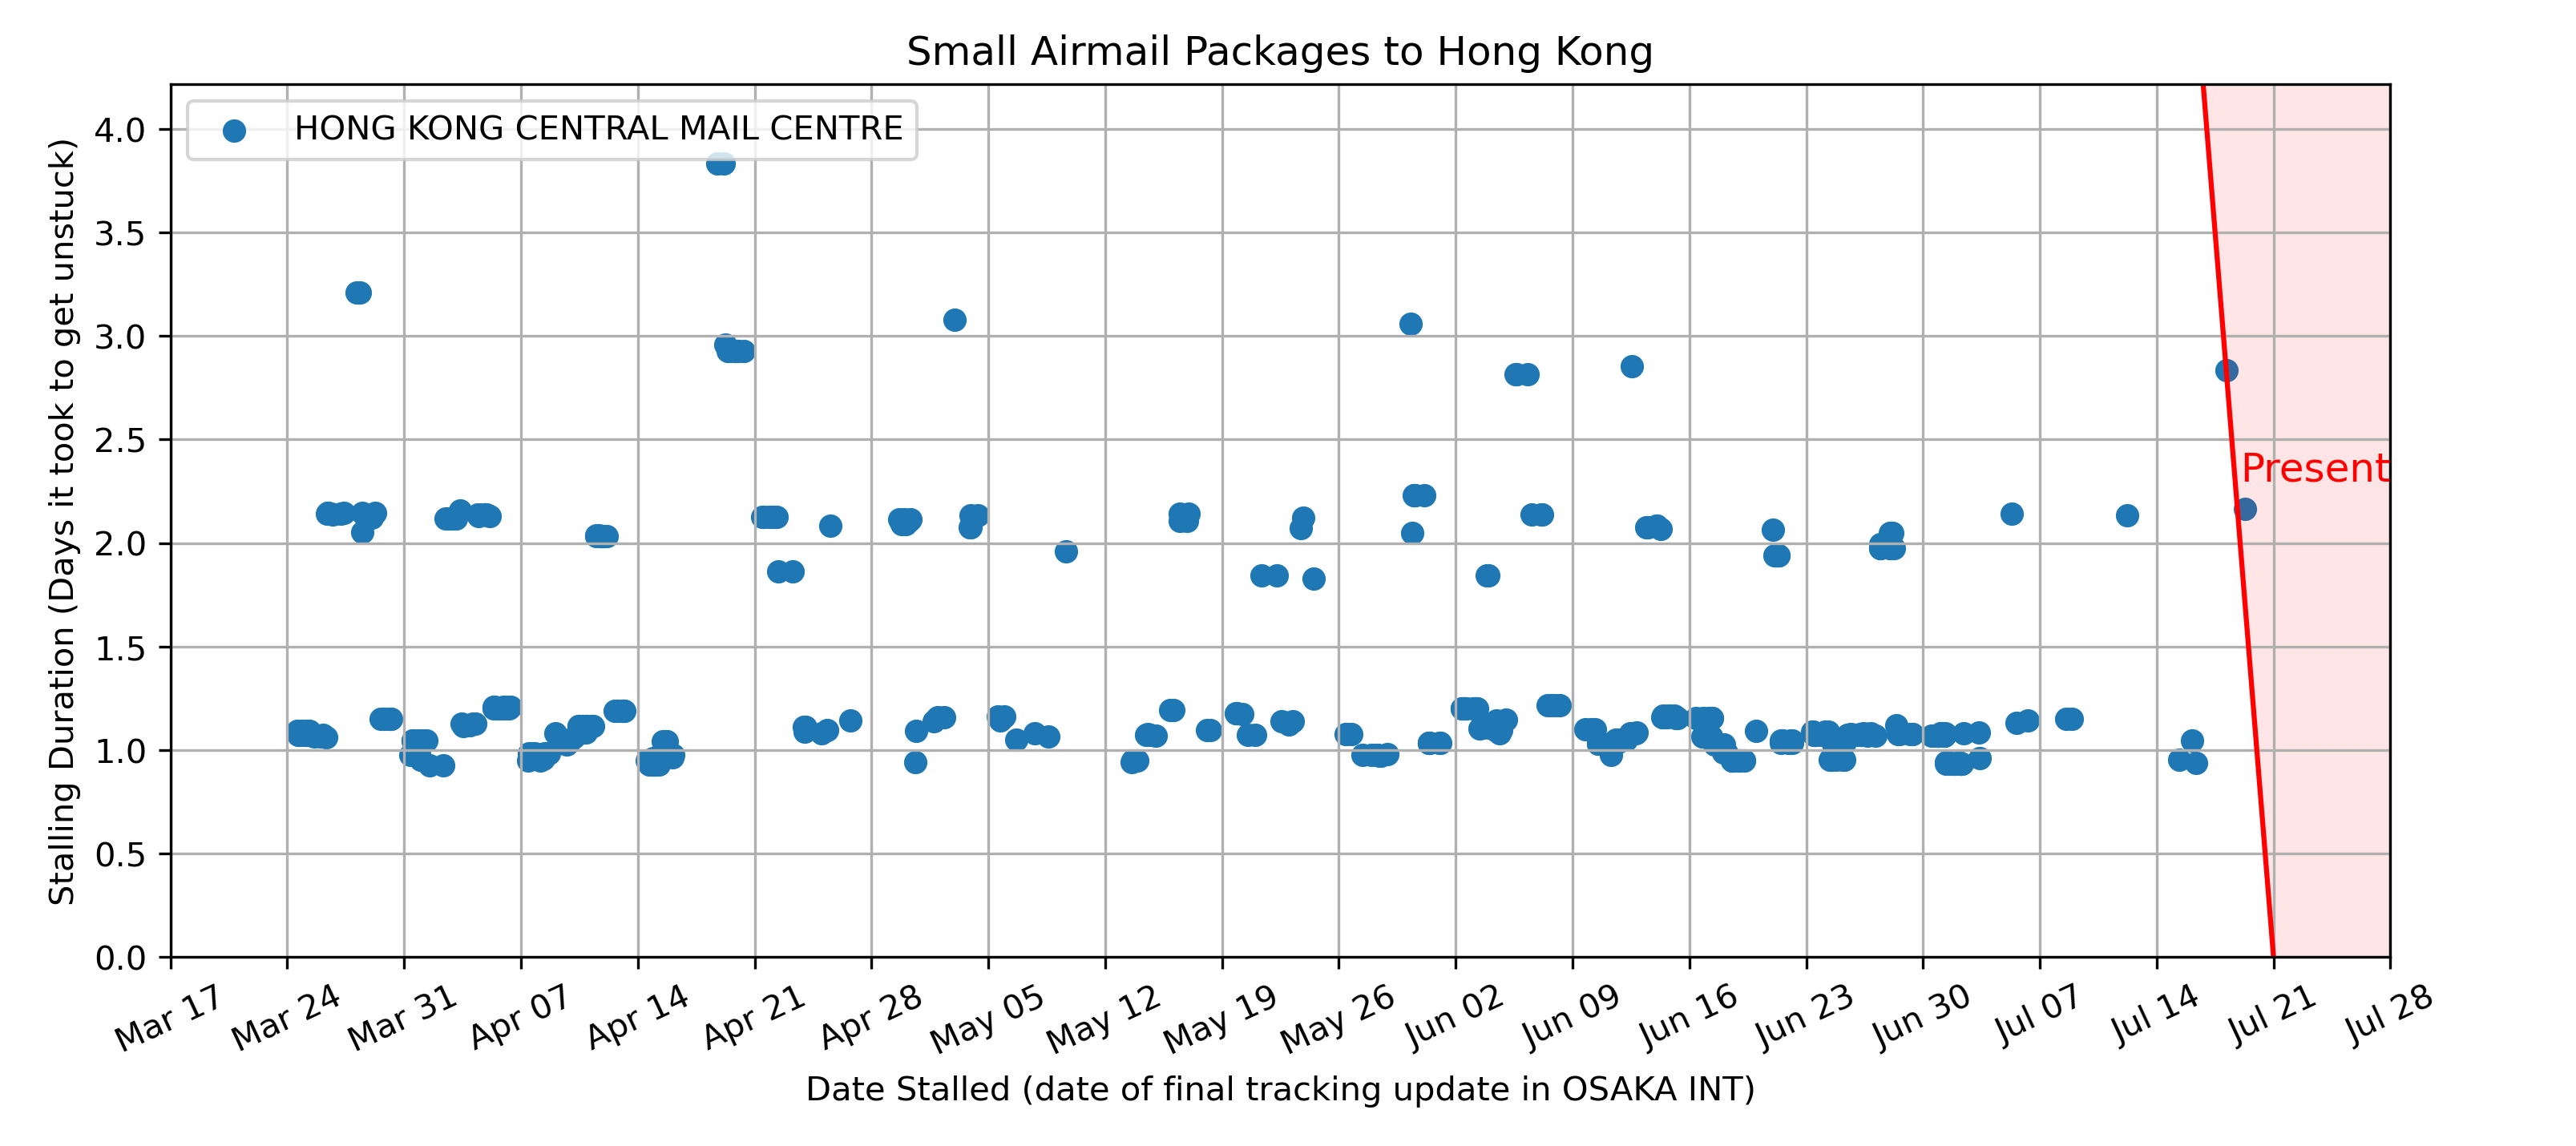 Small Airmail Packages to Hong Kong
HONG KONG CENTRAL MAIL CENTRE
Stalling Duration (Days it took to get unstuck)
4.0
3.5
3.0
2.5
2.0
1.5
1.0
0.5
0.0
Present
Mar 17 Mar 24 Mar 31 Apr 07 Apr 14 Apr 21 Apr 28 May 05 May 12 May 19 May 26 Jun 02 Jun 09 Jun 16 Jun 23 Jun 30 Jul 07 Jul 14 Jul 21 Jul 28
Date Stalled (date of final tracking update in OSAKA INT)